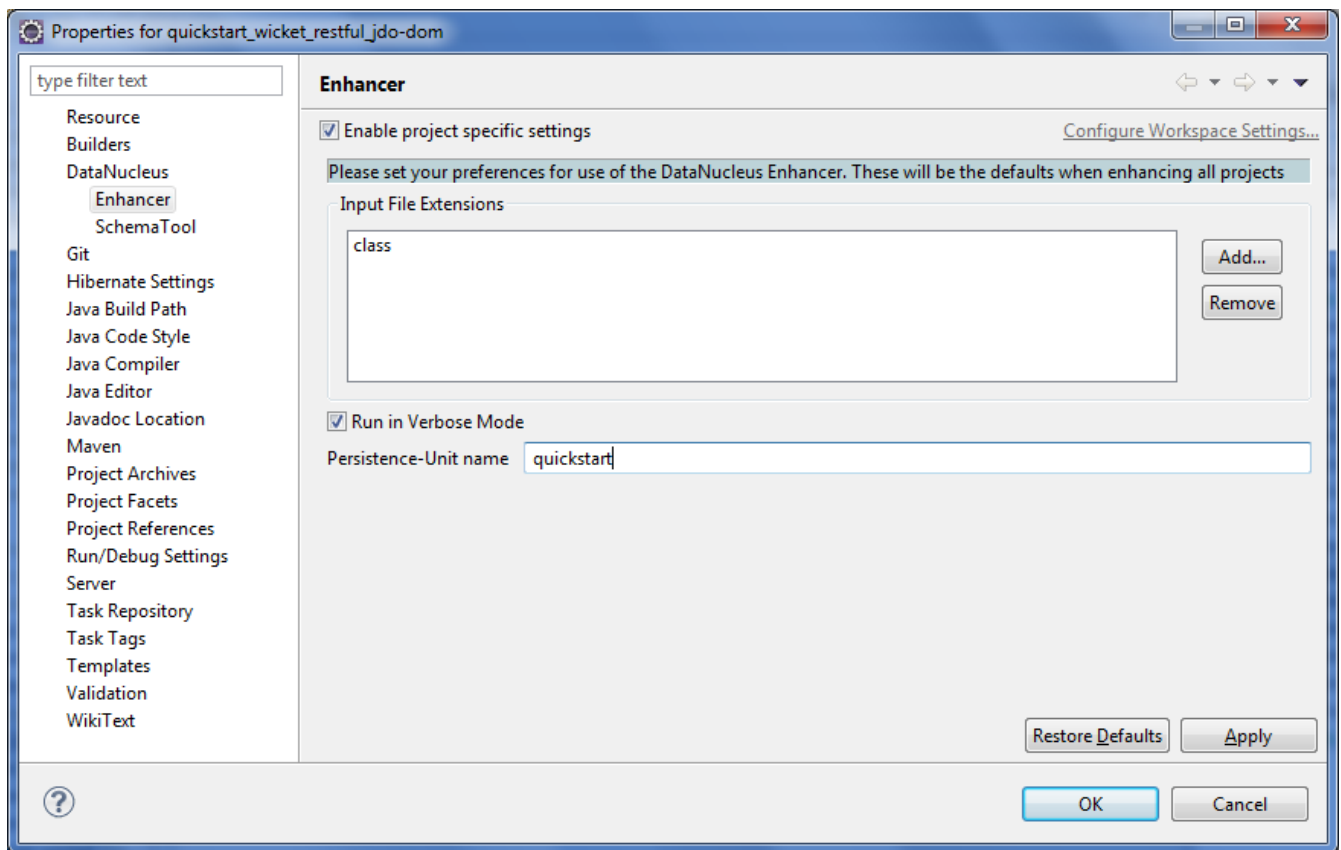 Properties for quickstart_wicket_restful_jdo-dom
type filter text
Resource
Builders
DataNucleus
Enhancer
SchemaTool
Git
Hibernate Settings
Java Build Path
Java Code Style
Java Compiler
Java Editor
Javadoc Location
Maven
Project Archives
Project Facets
Project References
Run/Debug Settings
Server
Task Repository
Task Tags
Templates
Validation
WikiText
Enhancer
Enable project specific settings
Configure Workspace Settings...
Please set your preferences for use of the DataNucleus Enhancer. These will be the defaults when enhancing all projects
Input File Extensions
class
Add...
Remove
Run in Verbose Mode
Persistence-Unit name quickstart
Restore Defaults
Apply
OK
Cancel